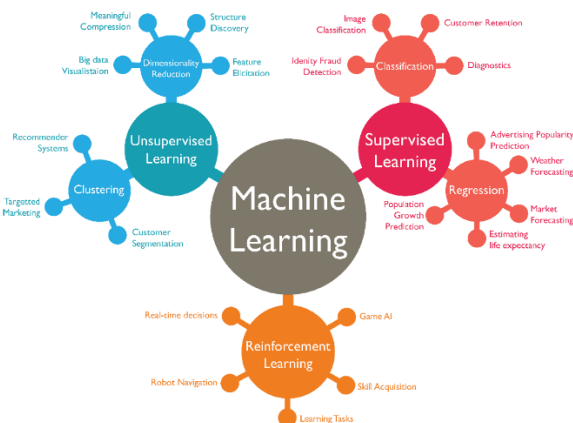 Meaningful
Compression
Structure
Discovery
Big data
Visualistaion
Dimensionality
Reduction
Feature
Elicitation
Unsupervised
Learning
Recommender
Systems
Clustering
Targetted
Marketing
Customer
Segmentation
Machine
Learning
Image
Classification
Customer Retention
Idenity Fraud
Detection
Classification
Diagnostics
Supervised
Learning
Advertising Popularity
Prediction
Weather
Forecasting
Regression
Population
Growth
Prediction
Market
Forecasting
Estimating
life expectancy
Real-time decisions
Game AI
Reinforcement
Learning
Robot Navigation
Skill Acquisition
Learning Tasks